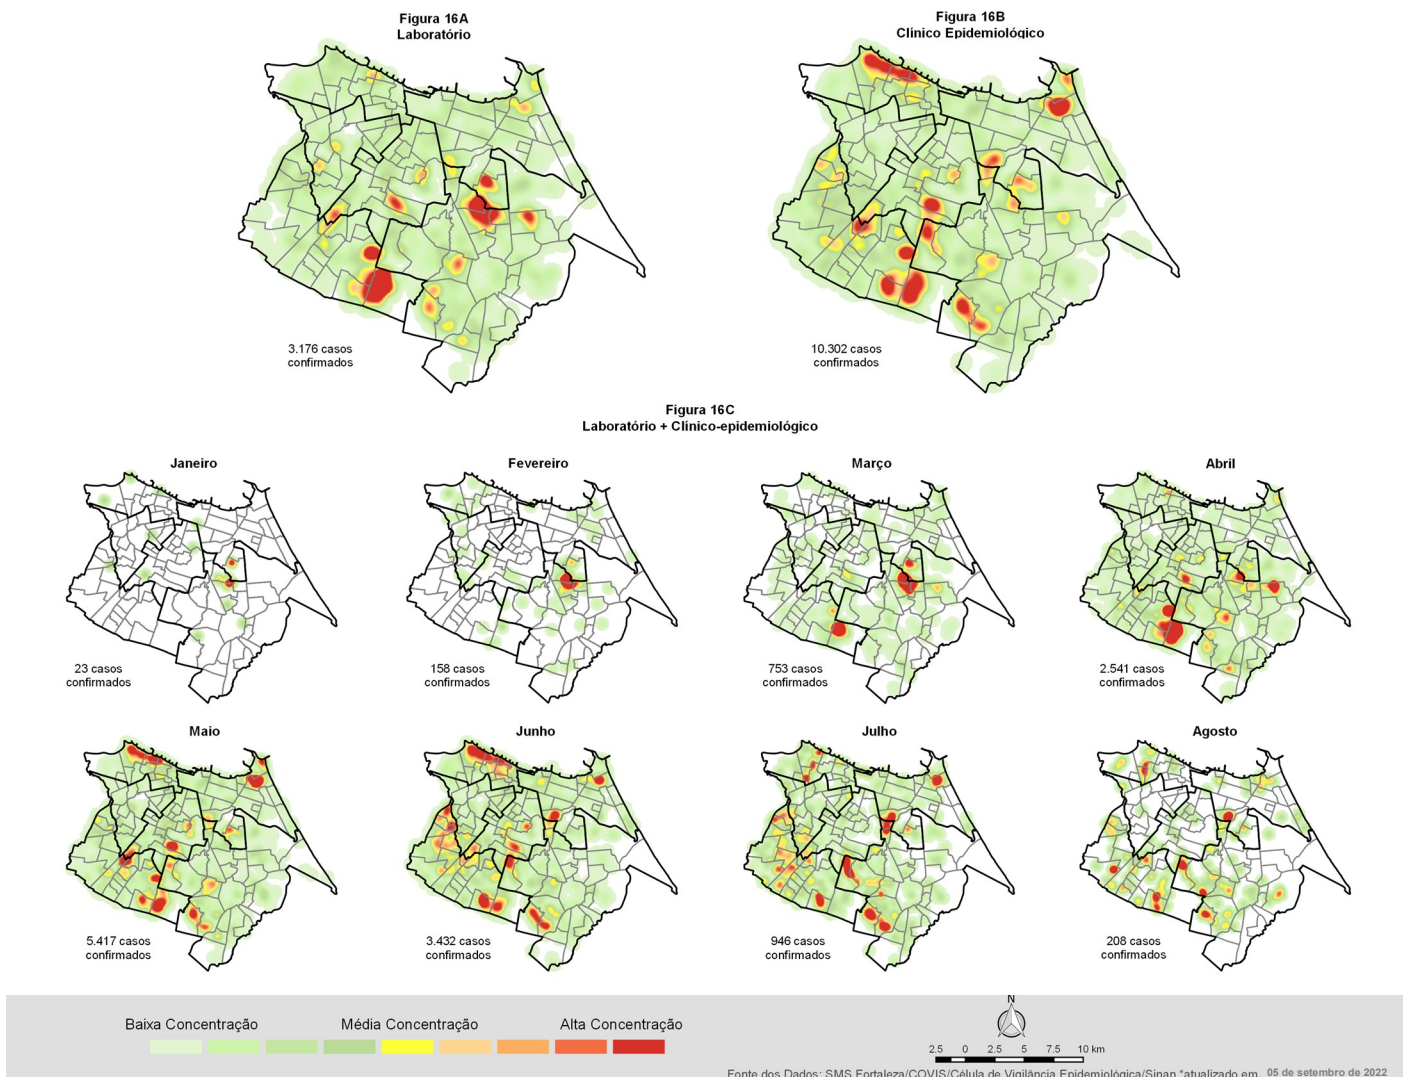 Figura 16A
Laboratório
Figura 16B
Clínico Epidemiológico
3.176 casos
confirmados
10.302 casos
confirmados
Figura 16C
Laboratório + Clínico-epidemiológico
Janeiro
Fevereiro
Março
Abril
23 casos
confirmados
158 casos
confirmados
753 casos
confirmados
2.541 casos
confirmados
Maio
Junho
Julho
Agosto
5.417 casos
confirmados
3.432 casos
confirmados
946 casos
confirmados
208 casos
confirmados
Baixa Concentração
Média Concentração
Alta Concentração
N
2.5 0 2.5 5 7.5 10 km
Fonte dos Dados: SMS Fortaleza/COVIS/Célula de Vigilância Epidemiológica/Sinan *atualizado em 05 de setembro de 2022